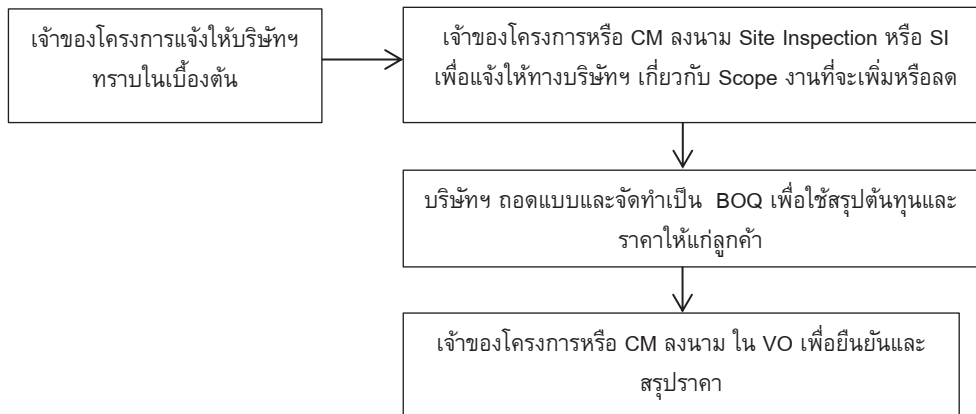 เจ้าของโครงการแจ้งให้บริษัทฯ
ทราบในเบื้องต้น
เจ้าของโครงการหรือ CM ลงนาม Site Inspection หรือ SI
เพื่อแจ้งให้ทางบริษัทฯ เกี่ยวกับ Scope งานที่จะเพิ่มหรือลด
บริษัทฯ ถอดแบบและจัดทำเป็น BOQ เพื่อใช้สรุปต้นทุนและ
ราคาให้แก่ลูกค้า
เจ้าของโครงการหรือ CM ลงนาม ใน VO เพื่อยืนยันและ
สรุปราคา